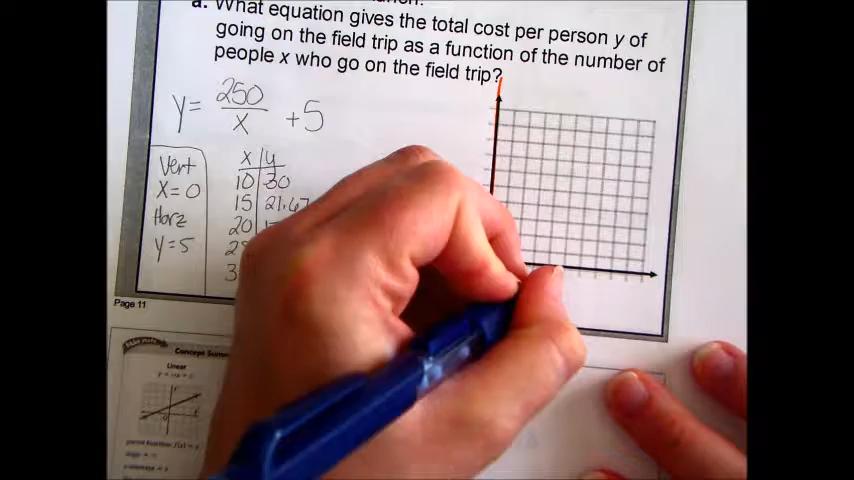 a. What equation gives the total cost per person y of
going on the field trip as a function of the number of
people x who go on the field trip?
y = 250/x + 5
Vert
x = 0
Horz
y = 5
x | y
10 | 30
15 | 21.67
20
Page 11
Concept
Linear